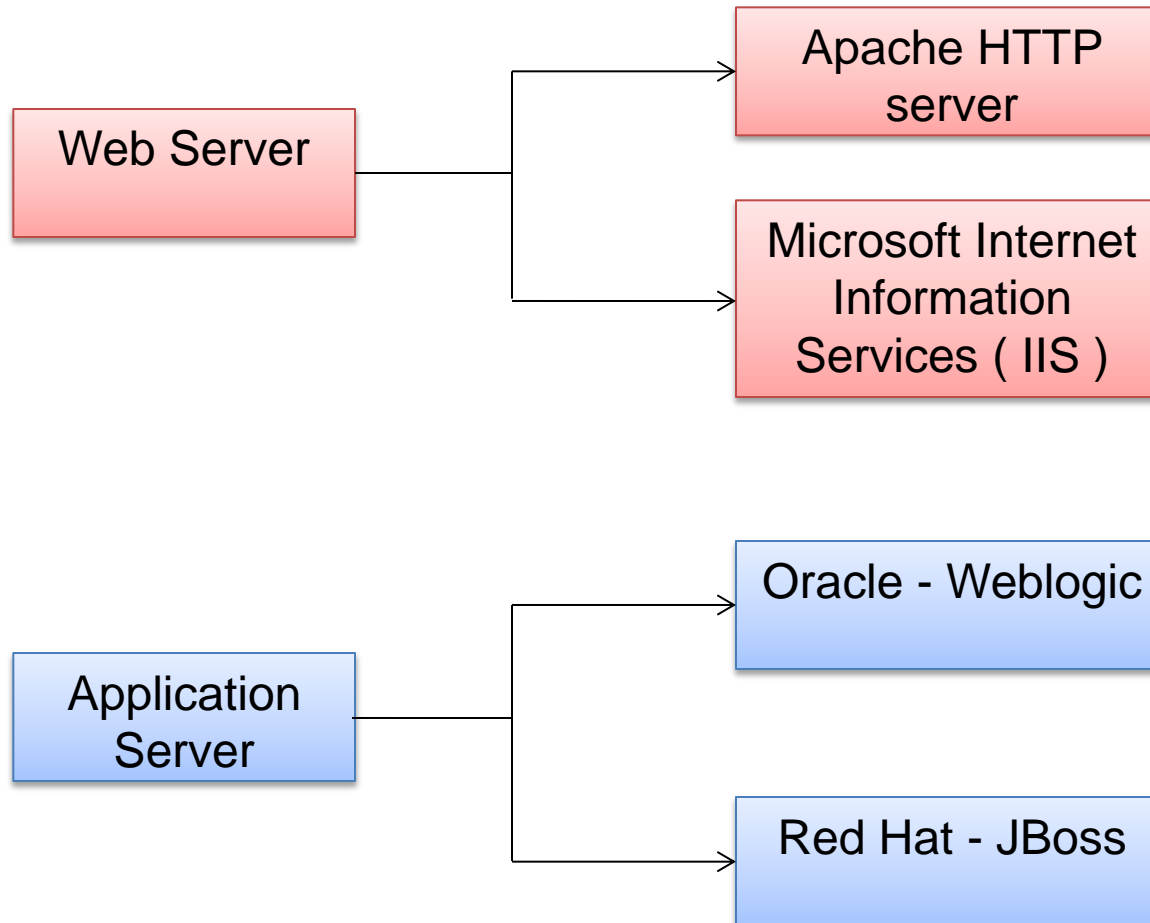 Apache HTTP
server
Web Server
Microsoft Internet
Information
Services ( IIS )
Oracle - Weblogic
Application
Server
Red Hat - JBoss